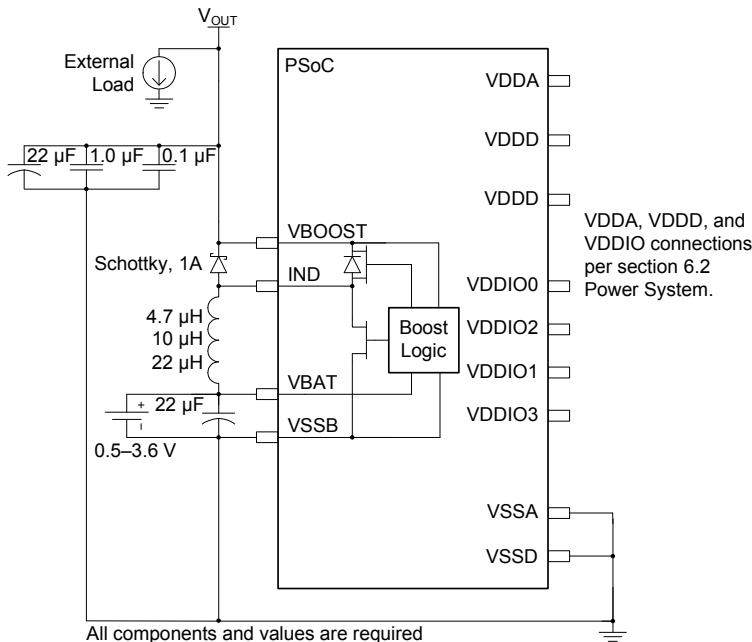 VOUT
External
Load
PSoC
VDDA
VDDD
VDDD
22 µF 1.0 µF 0.1 µF
VDDA, VDDD, and
VDDIO connections
per section 6.2
Power System.
VBOOST
Schottky, 1A
IND
VDDIO0
4.7 µH
10 µH
22 µH
Boost
Logic
VDDIO2
VDDIO1
VBAT
VDDIO3
+
22 µF
VSSB
-
0.5–3.6 V
VSSA
VSSD
All components and values are required